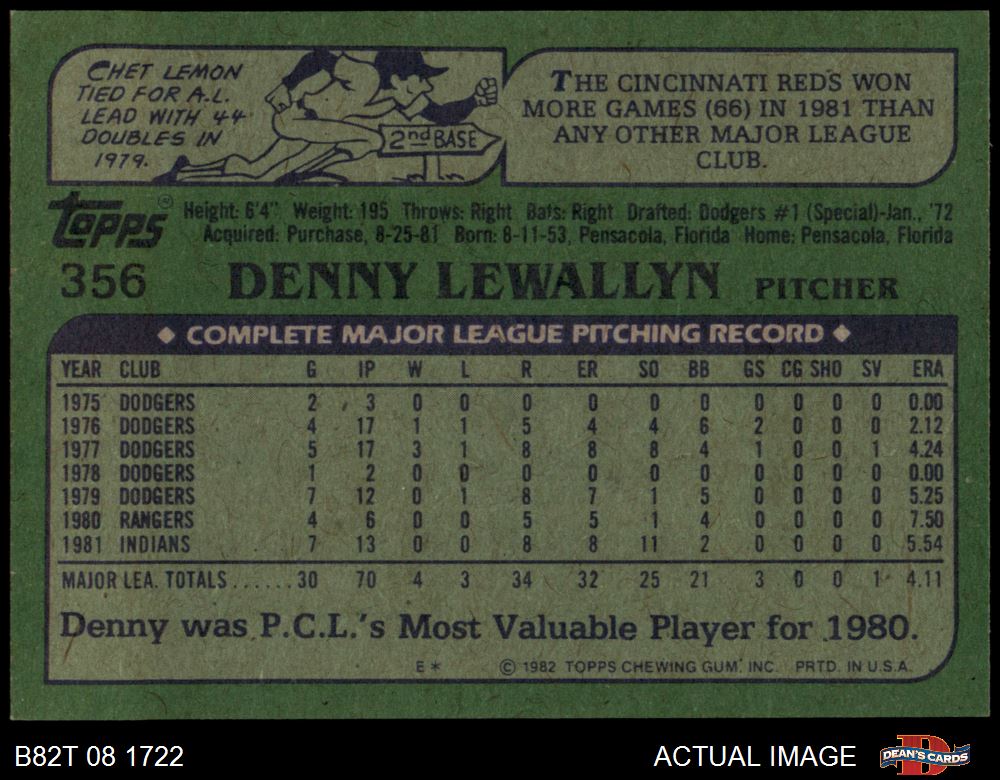 CHET LEMON
TIED FOR A.L.
LEAD WITH 44
DOUBLES IN
1979.
2nd BASE
THE CINCINNATI REDS WON
MORE GAMES (66) IN 1981 THAN
ANY OTHER MAJOR LEAGUE
CLUB.
TOPPS®
Height: 6'4" Weight: 195 Throws: Right Bats: Right Drafted: Dodgers #1 (Special)-Jan., '72
Acquired: Purchase, 8-25-81 Born: 8-11-53, Pensacola, Florida Home: Pensacola, Florida
356 DENNY LEWALLYN PITCHER
◆ COMPLETE MAJOR LEAGUE PITCHING RECORD ◆
YEAR CLUB G IP W L R ER SO BB GS CG SHO SV ERA
1975 DODGERS 2 3 0 0 0 0 0 0 0 0 0 0 0.00
1976 DODGERS 4 17 1 1 5 4 4 6 2 0 0 0 2.12
1977 DODGERS 5 17 3 1 8 8 8 4 1 0 0 1 4.24
1978 DODGERS 1 2 0 0 0 0 0 0 0 0 0 0 0.00
1979 DODGERS 7 12 0 1 8 7 1 5 0 0 0 0 5.25
1980 RANGERS 4 6 0 0 5 5 1 4 0 0 0 0 7.50
1981 INDIANS 7 13 0 0 8 8 11 2 0 0 0 0 5.54
MAJOR LEA. TOTALS......30 70 4 3 34 32 25 21 3 0 0 1 4.11
Denny was P.C.L.'s Most Valuable Player for 1980.
E* © 1982 TOPPS CHEWING GUM, INC. PRTD. IN U.S.A.
B82T 08 1722 ACTUAL IMAGE DEAN'S CARDS